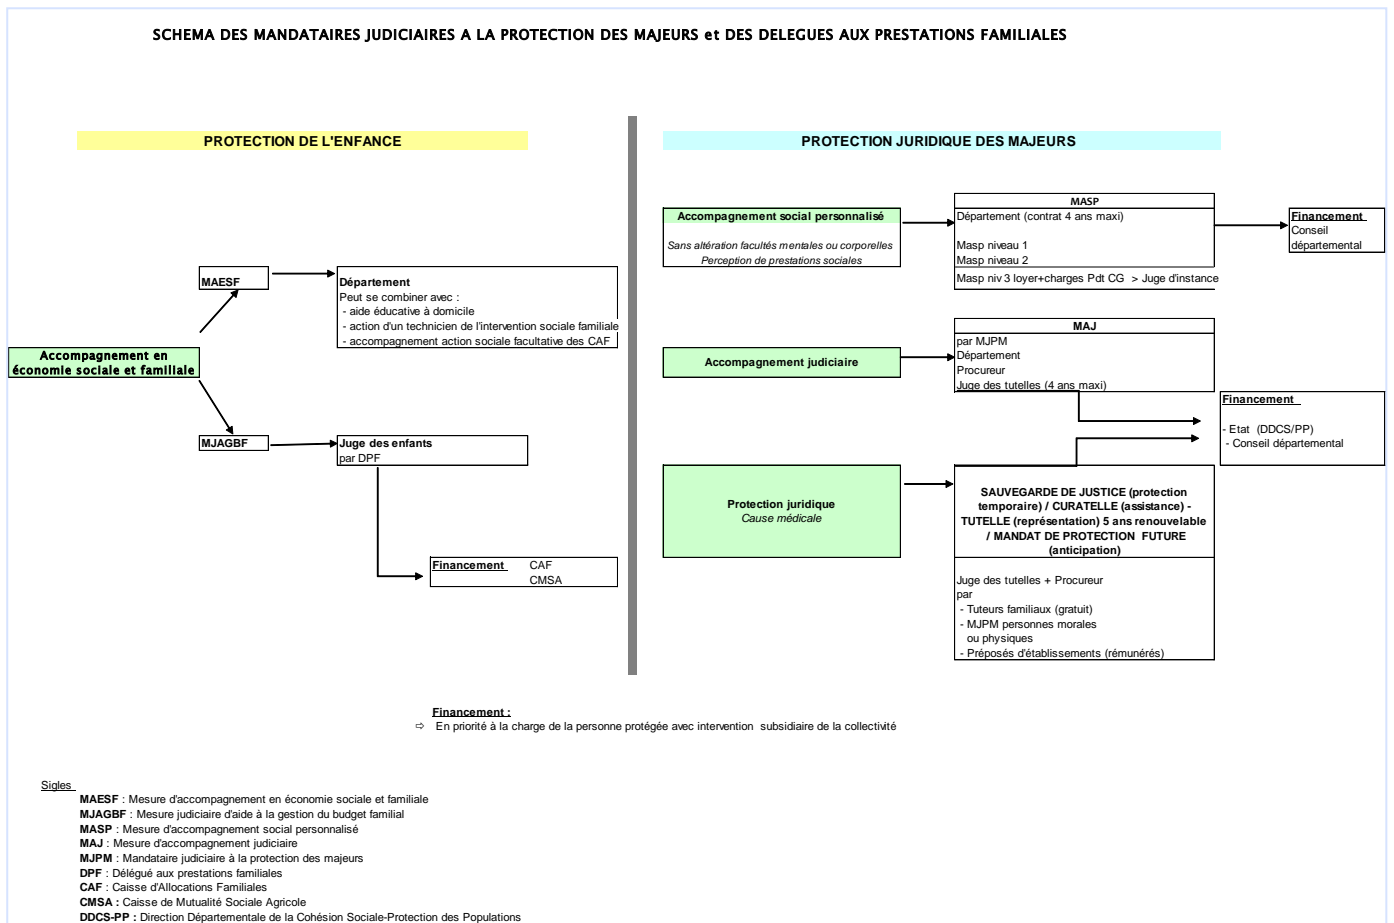 SCHEMA DES MANDATAIRES JUDICIAIRES A LA PROTECTION DES MAJEURS et DES DELEGUES AUX PRESTATIONS FAMILIALES
PROTECTION DE L'ENFANCE
Accompagnement en
économie sociale et familiale
MAESF
Département
Peut se combiner avec :
- aide éducative à domicile
- action d'un technicien de l'intervention sociale familiale
- accompagnement action sociale facultative des CAF
MJAGBF
Juge des enfants
par DPF
Financement CAF
CMSA
PROTECTION JURIDIQUE DES MAJEURS
Accompagnement social personnalisé
Sans altération facultés mentales ou corporelles
Perception de prestations sociales
MASP
Département (contrat 4 ans maxi)
Masp niveau 1
Masp niveau 2
Masp niv 3 loyer+charges Pdt CG > Juge d'instance
Financement
Conseil
départemental
Accompagnement judiciaire
MAJ
par MJPM
Département
Procureur
Juge des tutelles (4 ans maxi)
Financement
- Etat (DDCS/PP)
- Conseil départemental
Protection juridique
Cause médicale
SAUVEGARDE DE JUSTICE (protection
temporaire) / CURATELLE (assistance) -
TUTELLE (représentation) 5 ans renouvelable
/ MANDAT DE PROTECTION FUTURE
(anticipation)
Juge des tutelles + Procureur
par
- Tuteurs familiaux (gratuit)
- MJPM personnes morales
ou physiques
- Préposés d'établissements (rémunérés)
Financement :
⇨ En priorité à la charge de la personne protégée avec intervention subsidiaire de la collectivité
Sigles
MAESF : Mesure d'accompagnement en économie sociale et familiale
MJAGBF : Mesure judiciaire d'aide à la gestion du budget familial
MASP : Mesure d'accompagnement social personnalisé
MAJ : Mesure d'accompagnement judiciaire
MJPM : Mandataire judiciaire à la protection des majeurs
DPF : Délégué aux prestations familiales
CAF : Caisse d'Allocations Familiales
CMSA : Caisse de Mutualité Sociale Agricole
DDCS-PP : Direction Départementale de la Cohésion Sociale-Protection des Populations